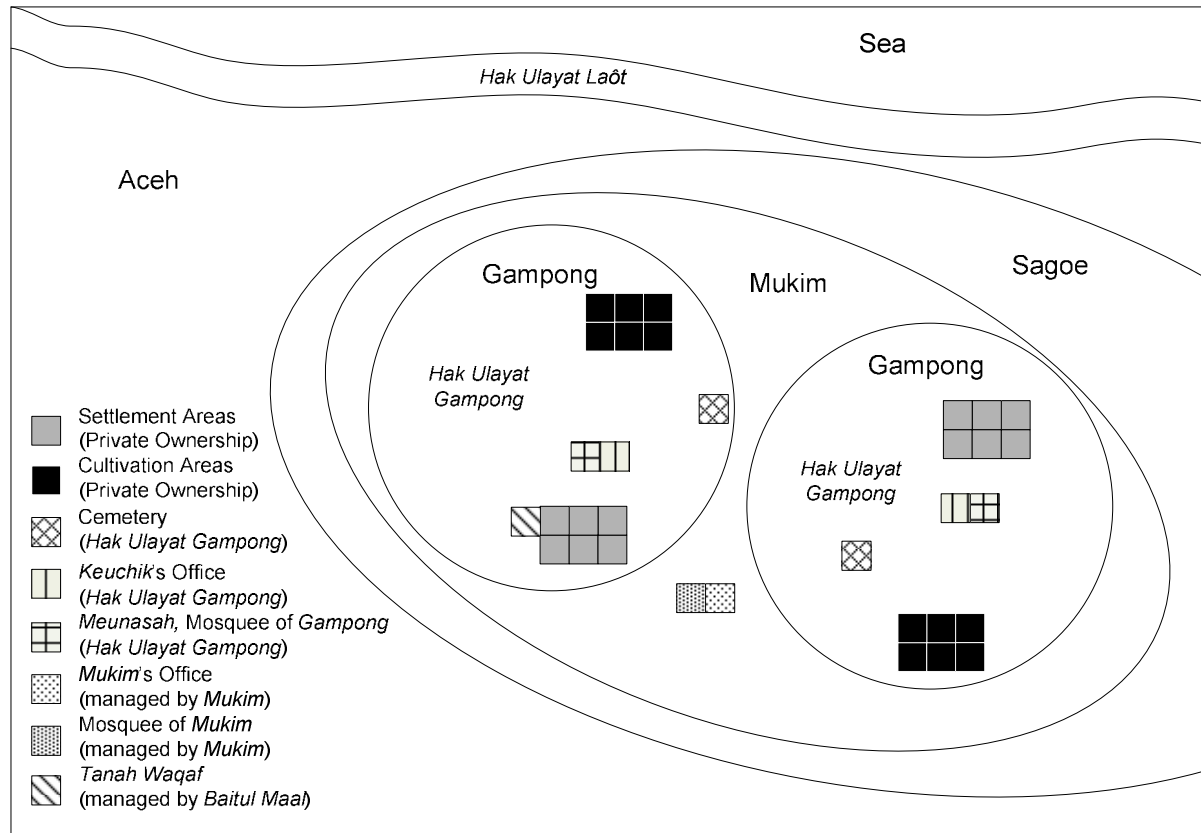 Sea
Hak Ulayat Laôt
Aceh
Sagoe
Gampong
Mukim
Gampong
Hak Ulayat
Gampong
Hak Ulayat
Gampong
Settlement Areas
(Private Ownership)
Cultivation Areas
(Private Ownership)
Cemetery
(Hak Ulayat Gampong)
Keuchik's Office
(Hak Ulayat Gampong)
Meunasah, Mosquee of Gampong
(Hak Ulayat Gampong)
Mukim's Office
(managed by Mukim)
Mosquee of Mukim
(managed by Mukim)
Tanah Waqaf
(managed by Baitul Maal)